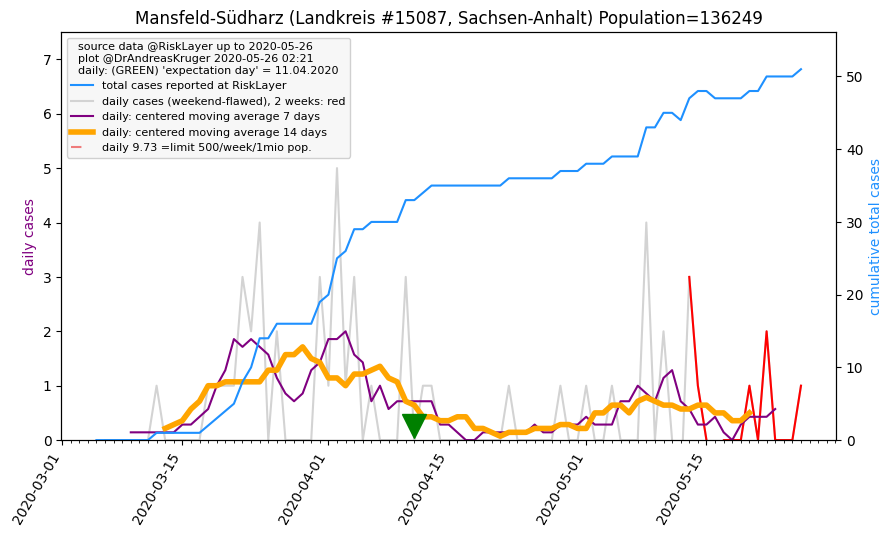 Mansfeld-Südharz (Landkreis #15087, Sachsen-Anhalt) Population=136249
source data @RiskLayer up to 2020-05-26
plot @DrAndreasKruger 2020-05-26 02:21
daily: (GREEN) 'expectation day' = 11.04.2020
total cases reported at RiskLayer
daily cases (weekend-flawed), 2 weeks: red
daily: centered moving average 7 days
daily: centered moving average 14 days
daily 9.73 =limit 500/week/1mio pop.
daily cases
7
6
5
4
3
2
1
0
cumulative total cases
50
40
30
20
10
0
2020-03-01
2020-03-15
2020-04-01
2020-04-15
2020-05-01
2020-05-15